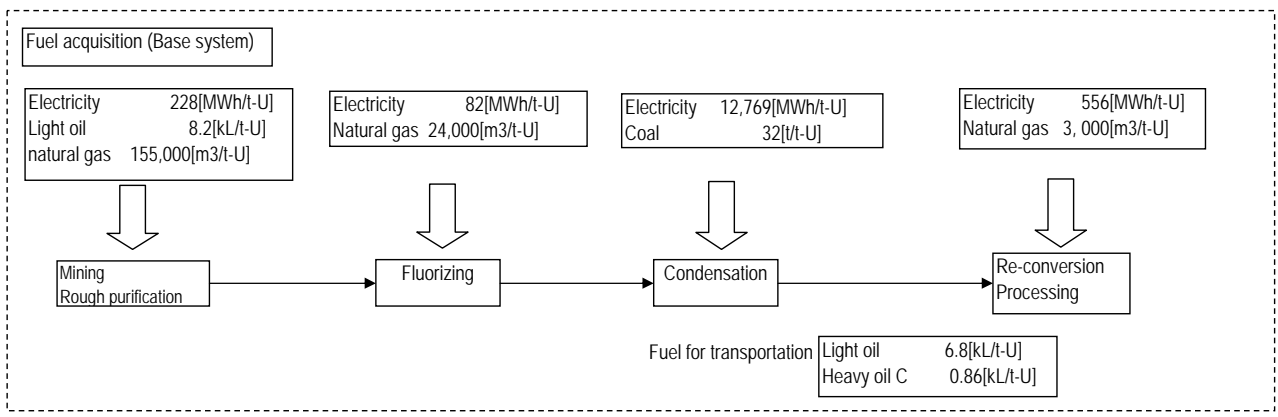 Fuel acquisition (Base system)
Electricity 228[MWh/t-U]
Light oil 8.2[kL/t-U]
natural gas 155,000[m3/t-U]
Electricity 82[MWh/t-U]
Natural gas 24,000[m3/t-U]
Electricity 12,769[MWh/t-U]
Coal 32[t/t-U]
Electricity 556[MWh/t-U]
Natural gas 3, 000[m3/t-U]
Mining
Rough purification
Fluorizing
Condensation
Re-conversion
Processing
Fuel for transportation
Light oil 6.8[kL/t-U]
Heavy oil C 0.86[kL/t-U]